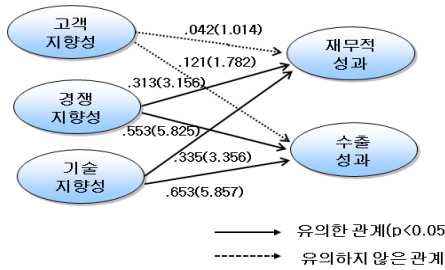 고객
지향성
.042(1.014)
재무적
성과
.121(1.782)
.313(3.156)
경쟁
지향성
.553(5.825)
수출
성과
기술
지향성
.335(3.356)
.653(5.857)
유의한 관계(p<0.05
유의하지 않은 관계